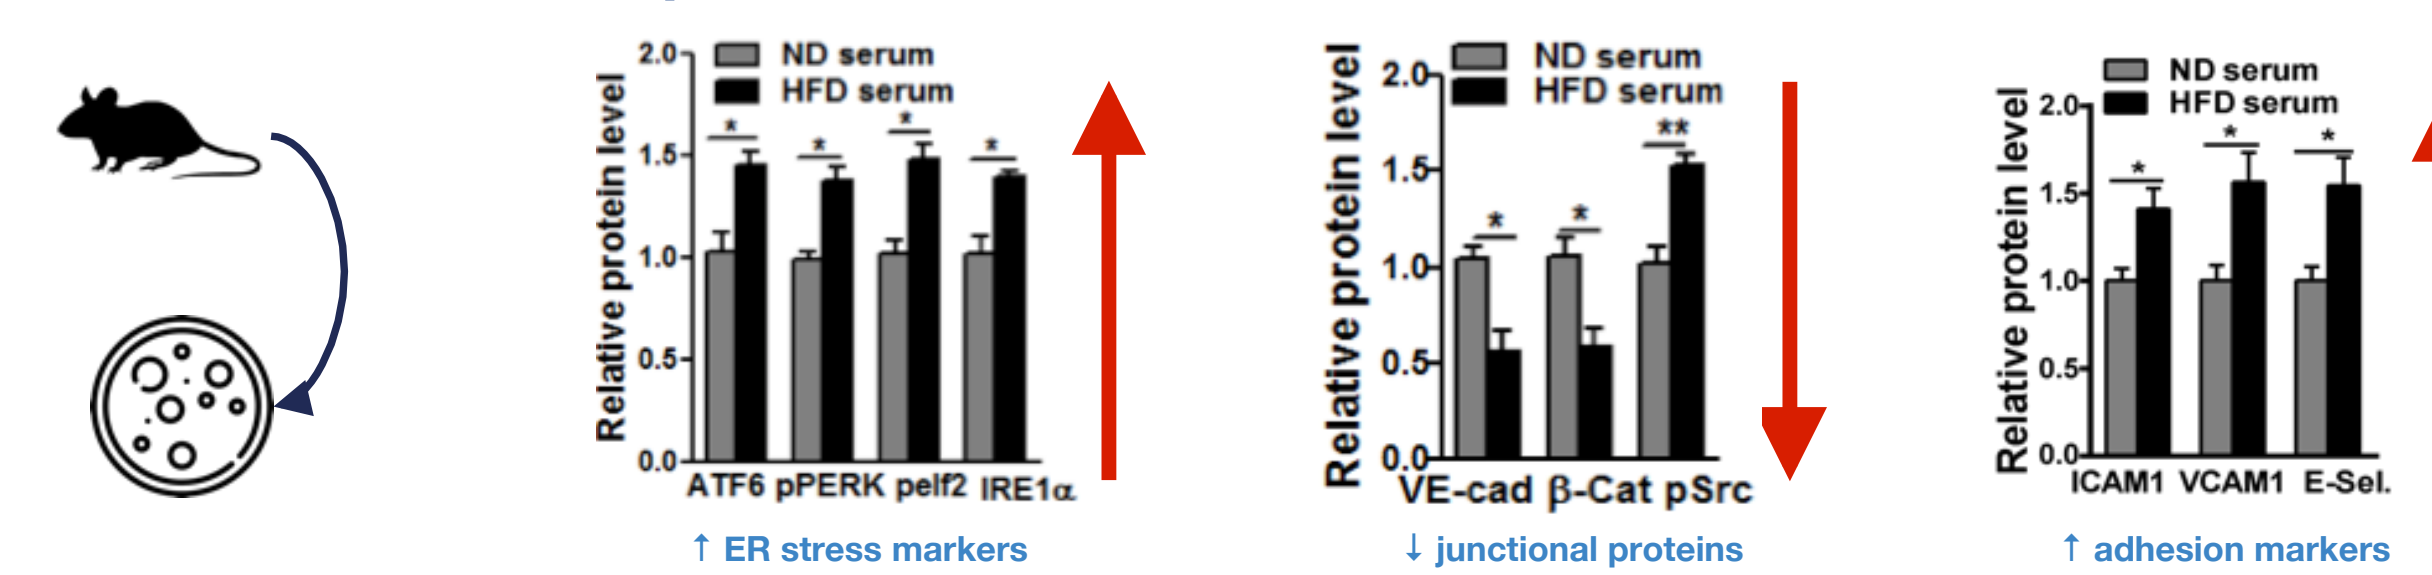 Relative protein level
2.0
1.5
1.0
0.5
0.0
ND serum
HFD serum
*
*
*
*
ATF6 pPERK pelf2 IRE1α
↑ ER stress markers
Relative protein level
2.0
1.5
1.0
0.5
0.0
ND serum
HFD serum
*
*
**
VE-cad β-Cat pSrc
↓ junctional proteins
Relative protein level
2.0
1.5
1.0
0.5
0.0
ND serum
HFD serum
*
*
*
ICAM1 VCAM1 E-Sel.
↑ adhesion markers